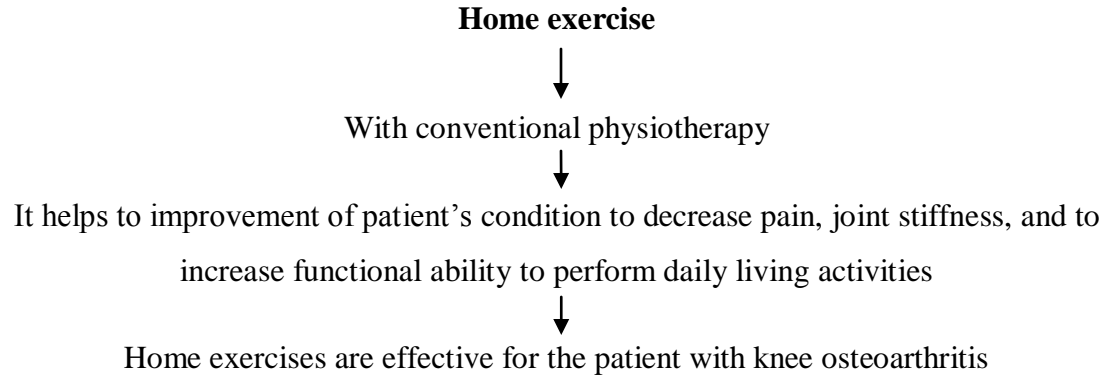 Home exercise
With conventional physiotherapy
It helps to improvement of patient’s condition to decrease pain, joint stiffness, and to
increase functional ability to perform daily living activities
Home exercises are effective for the patient with knee osteoarthritis